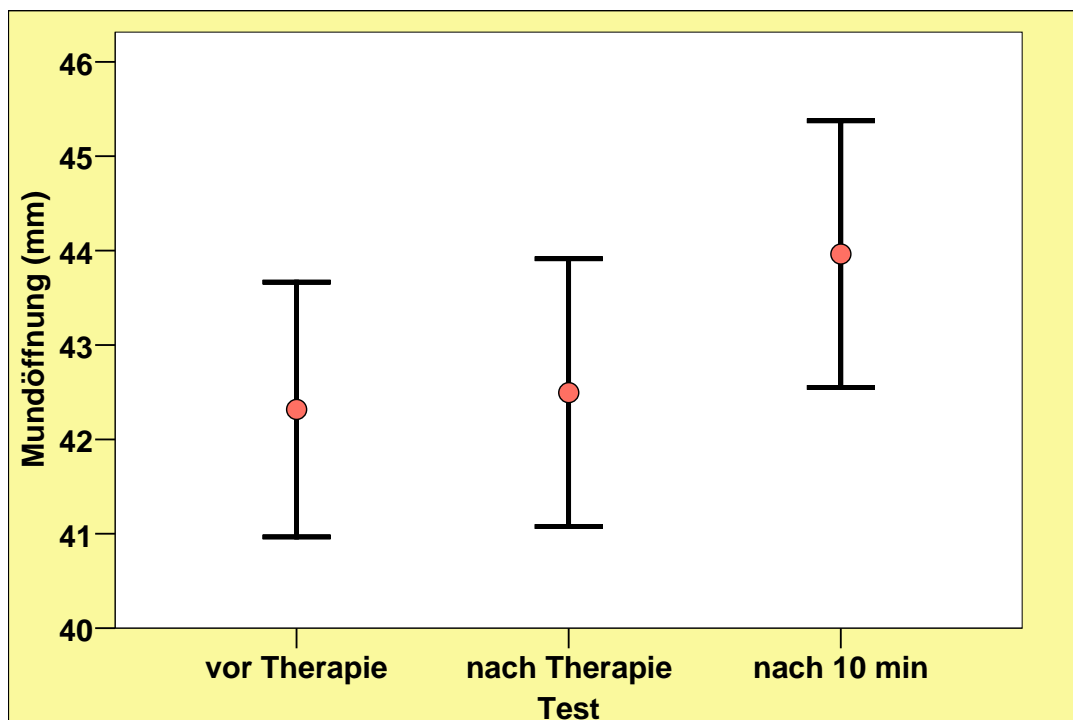 Mundöffnung (mm)
46
45
44
43
42
41
40
vor Therapie nach Therapie nach 10 min
Test